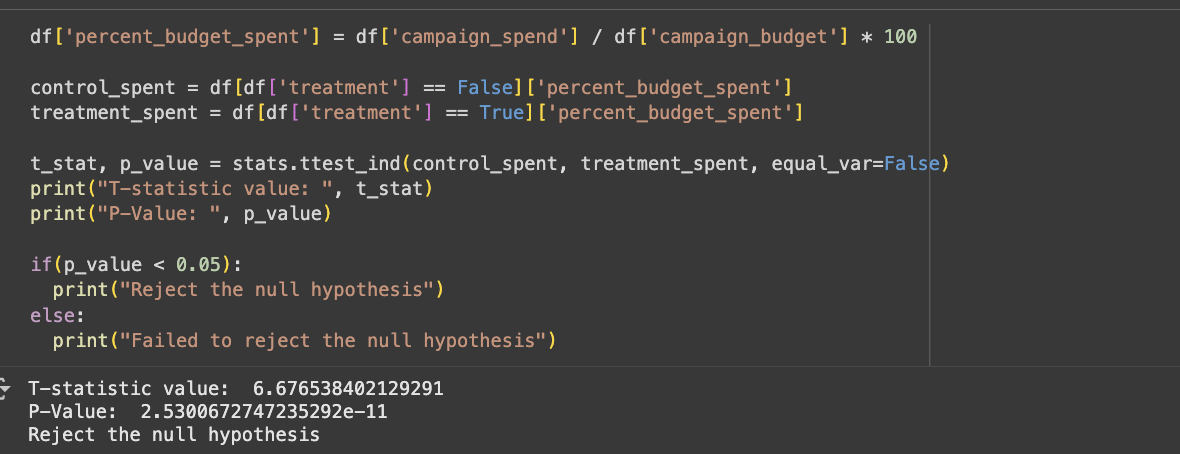 df['percent_budget_spent'] = df['campaign_spend'] / df['campaign_budget'] * 100
control_spent = df[df['treatment'] == False]['percent_budget_spent']
treatment_spent = df[df['treatment'] == True]['percent_budget_spent']
t_stat, p_value = stats.ttest_ind(control_spent, treatment_spent, equal_var=False)
print("T-statistic value: ", t_stat)
print("P-Value: ", p_value)
if(p_value < 0.05):
  print("Reject the null hypothesis")
else:
  print("Failed to reject the null hypothesis")
T-statistic value:  6.676538402129291
P-Value:  2.5300672747235292e-11
Reject the null hypothesis